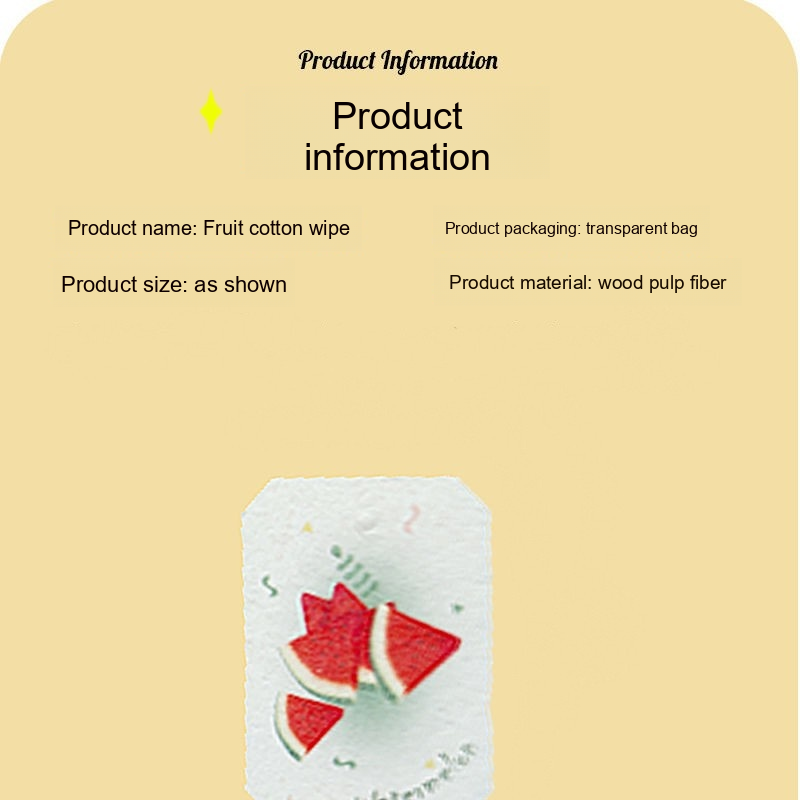 Product Information
Product
information
Product name: Fruit cotton wipe
Product packaging: transparent bag
Product size: as shown
Product material: wood pulp fiber
Watermelon